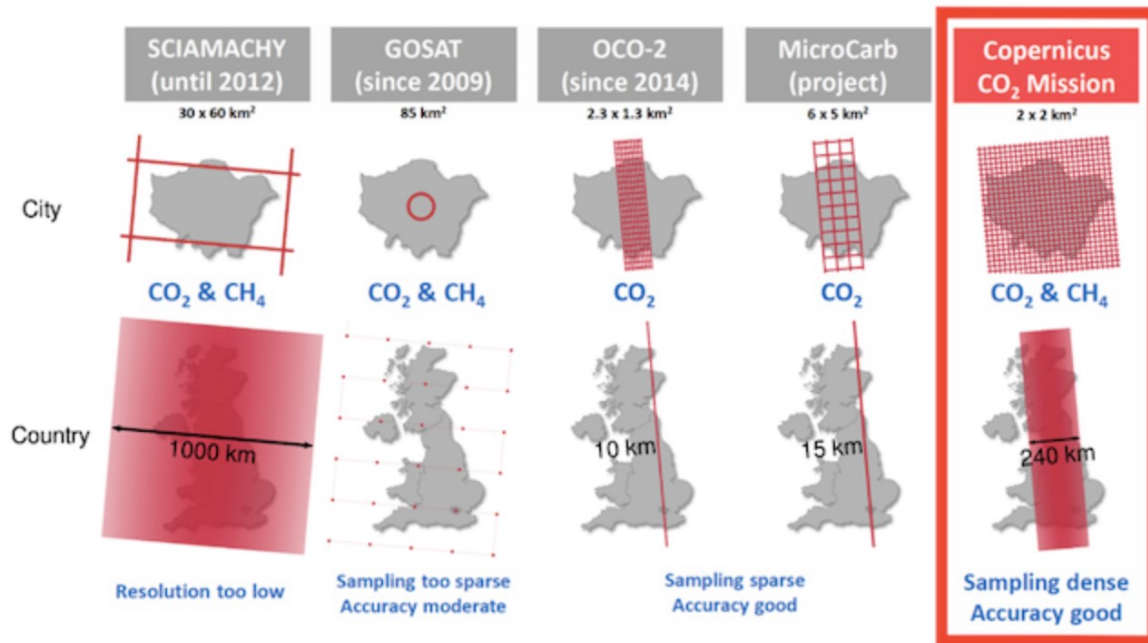 SCIAMACHY
(until 2012)
30 x 60 km²
GOSAT
(since 2009)
85 km²
OCO-2
(since 2014)
2.3 x 1.3 km²
MicroCarb
(project)
6 x 5 km²
Copernicus
CO₂ Mission
2 x 2 km²
City
CO₂ & CH₄
CO₂ & CH₄
CO₂
CO₂
CO₂ & CH₄
Country
1000 km
10 km
15 km
240 km
Resolution too low
Sampling too sparse
Accuracy moderate
Sampling sparse
Accuracy good
Sampling dense
Accuracy good